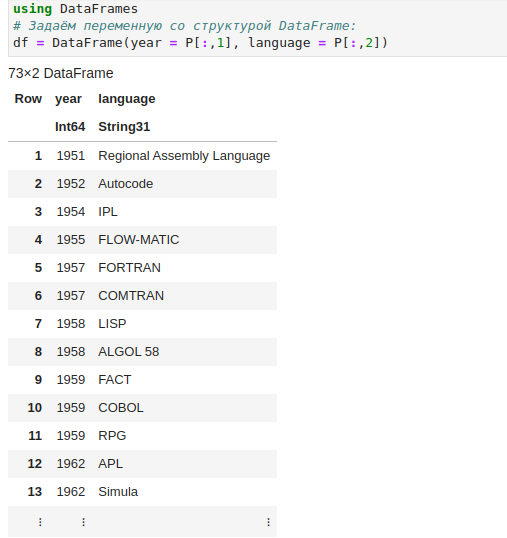 using DataFrames
# Задаём переменную со структурой DataFrame:
df = DataFrame(year = P[:,1], language = P[:,2])
73×2 DataFrame
Row year language
Int64 String31
1 1951 Regional Assembly Language
2 1952 Autocode
3 1954 IPL
4 1955 FLOW-MATIC
5 1957 FORTRAN
6 1957 COMTRAN
7 1958 LISP
8 1958 ALGOL 58
9 1959 FACT
10 1959 COBOL
11 1959 RPG
12 1962 APL
13 1962 Simula
⋮ ⋮ ⋮